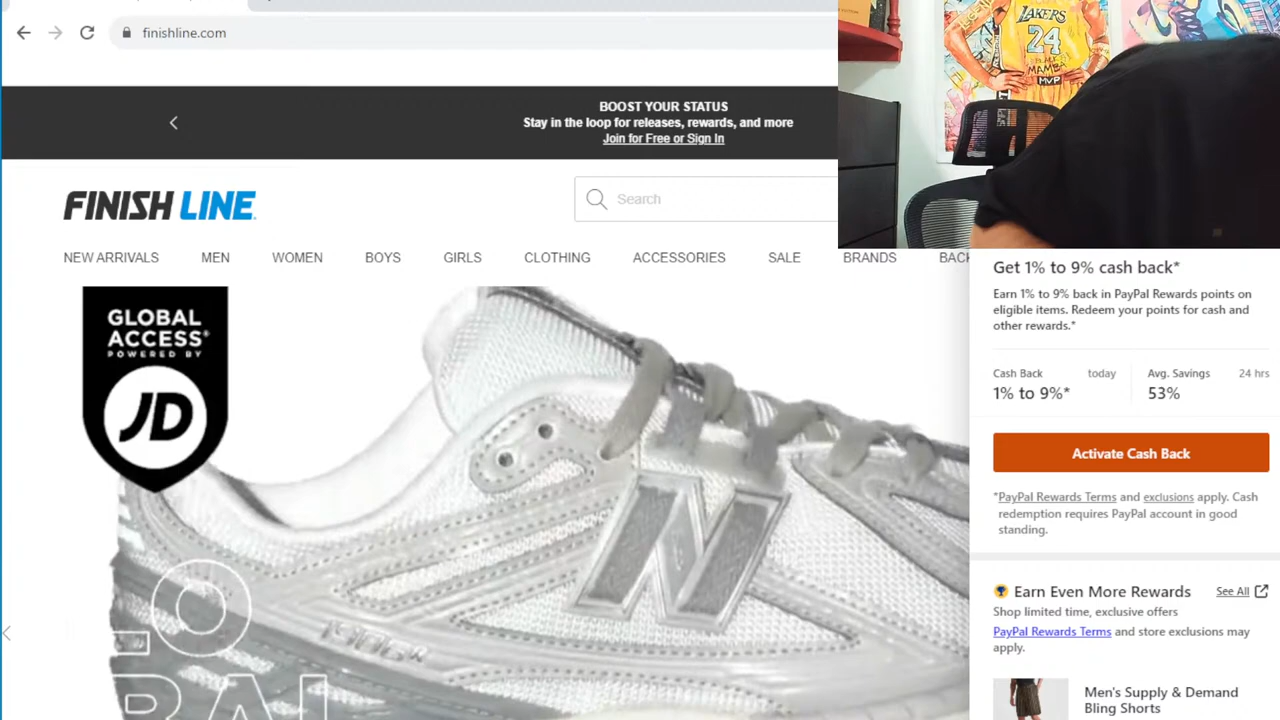 finishline.com
BOOST YOUR STATUS
Stay in the loop for releases, rewards, and more
Join for Free or Sign In
FINISH LINE
Search
NEW ARRIVALS MEN WOMEN BOYS GIRLS CLOTHING ACCESSORIES SALE BRANDS
GLOBAL
ACCESS
POWERED BY
JD
N
LAKERS
24
MAMBA
MVP
Get 1% to 9% cash back*
Earn 1% to 9% back in PayPal Rewards points on
eligible items. Redeem your points for cash and
other rewards.*
Cash Back today
1% to 9%*
Avg. Savings 24 hrs
53%
Activate Cash Back
*PayPal Rewards Terms and exclusions apply. Cash
redemption requires PayPal account in good
standing.
Earn Even More Rewards See All
Shop limited time, exclusive offers
PayPal Rewards Terms and store exclusions may
apply.
Men's Supply & Demand
Bling Shorts